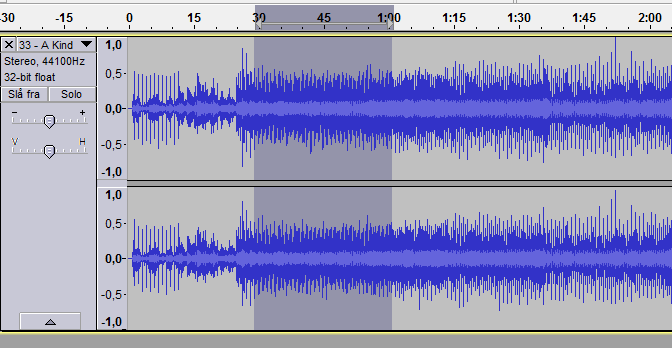 -30 -15 0 15 30 45 1:00 1:15 1:30 1:45 2:00
33 - A Kind
Stereo, 44100Hz
32-bit float
Slå fra Solo
- +
V H
1,0
0,5
0,0
-0,5
-1,0
1,0
0,5
0,0
-0,5
-1,0